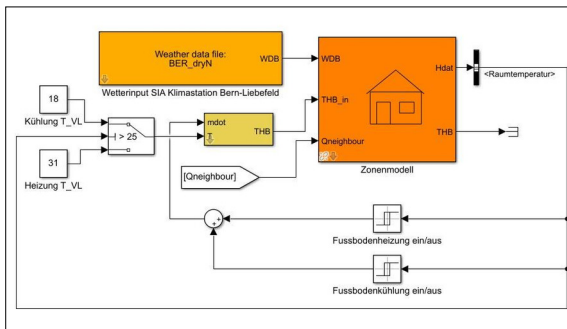 Weather data file:
BER_dryN
WDB
Wetterinput SIA Klimastation Bern-Liebefeld
18
Kühlung T_VL
> 25
31
Heizung T_VL
mdot
T
THB
[Qneighbour]
WDB
THB_in
Qneighbour
Hdat
THB
Zonenmodell
<Raumtemperatur>
Fussbodenheizung ein/aus
Fussbodenkühlung ein/aus